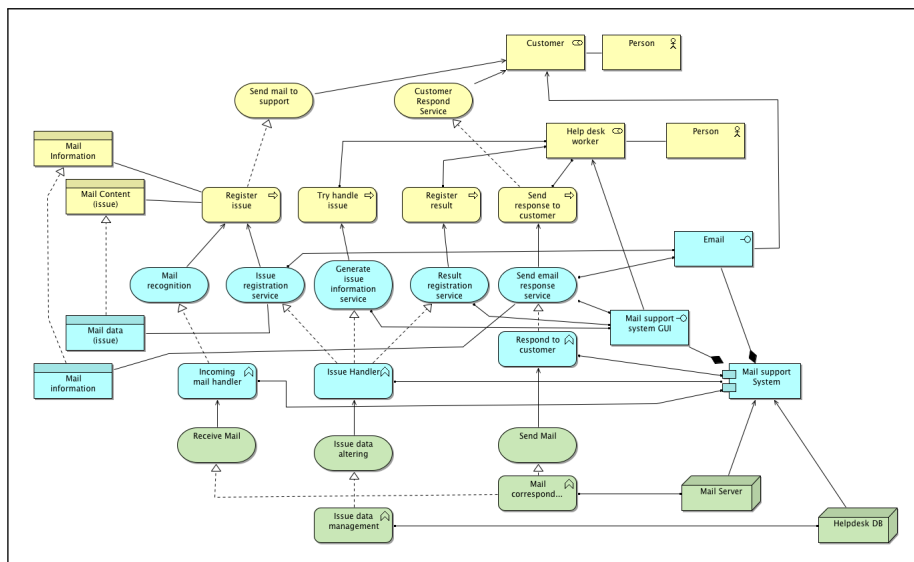 Customer
Person
Send mail to
support
Customer
Respond
Service
Help desk
worker
Person
Mail
Information
Mail Content
(issue)
Register
issue
Try handle
issue
Register
result
Send
response to
customer
Email
Mail
recognition
Issue
registration
service
Generate
issue
information
service
Result
registration
service
Send email
response
service
Mail data
(issue)
Mail support
system GUI
Respond to
customer
Mail
information
Incoming
mail handler
Issue Handler
Mail support
System
Receive Mail
Issue data
altering
Send Mail
Mail
correspond...
Mail Server
Issue data
management
Helpdesk DB